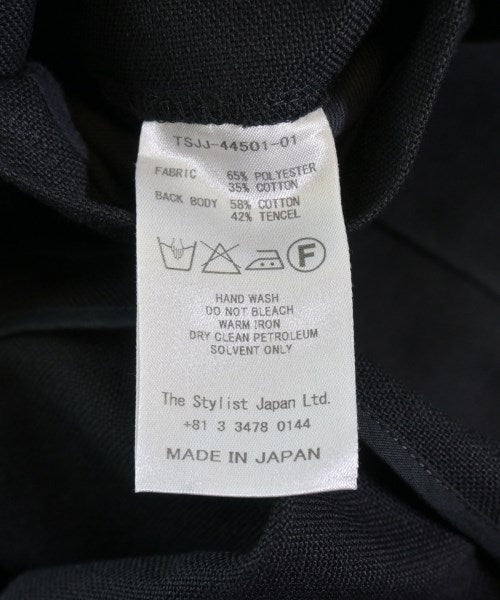 TSJJ-44501-01
FABRIC 65% POLYESTER
35% COTTON
BACK BODY 58% COTTON
42% TENCEL
F
HAND WASH
DO NOT BLEACH
WARM IRON
DRY CLEAN PETROLEUM
SOLVENT ONLY
The Stylist Japan Ltd.
+81 3 3478 0144
MADE IN JAPAN